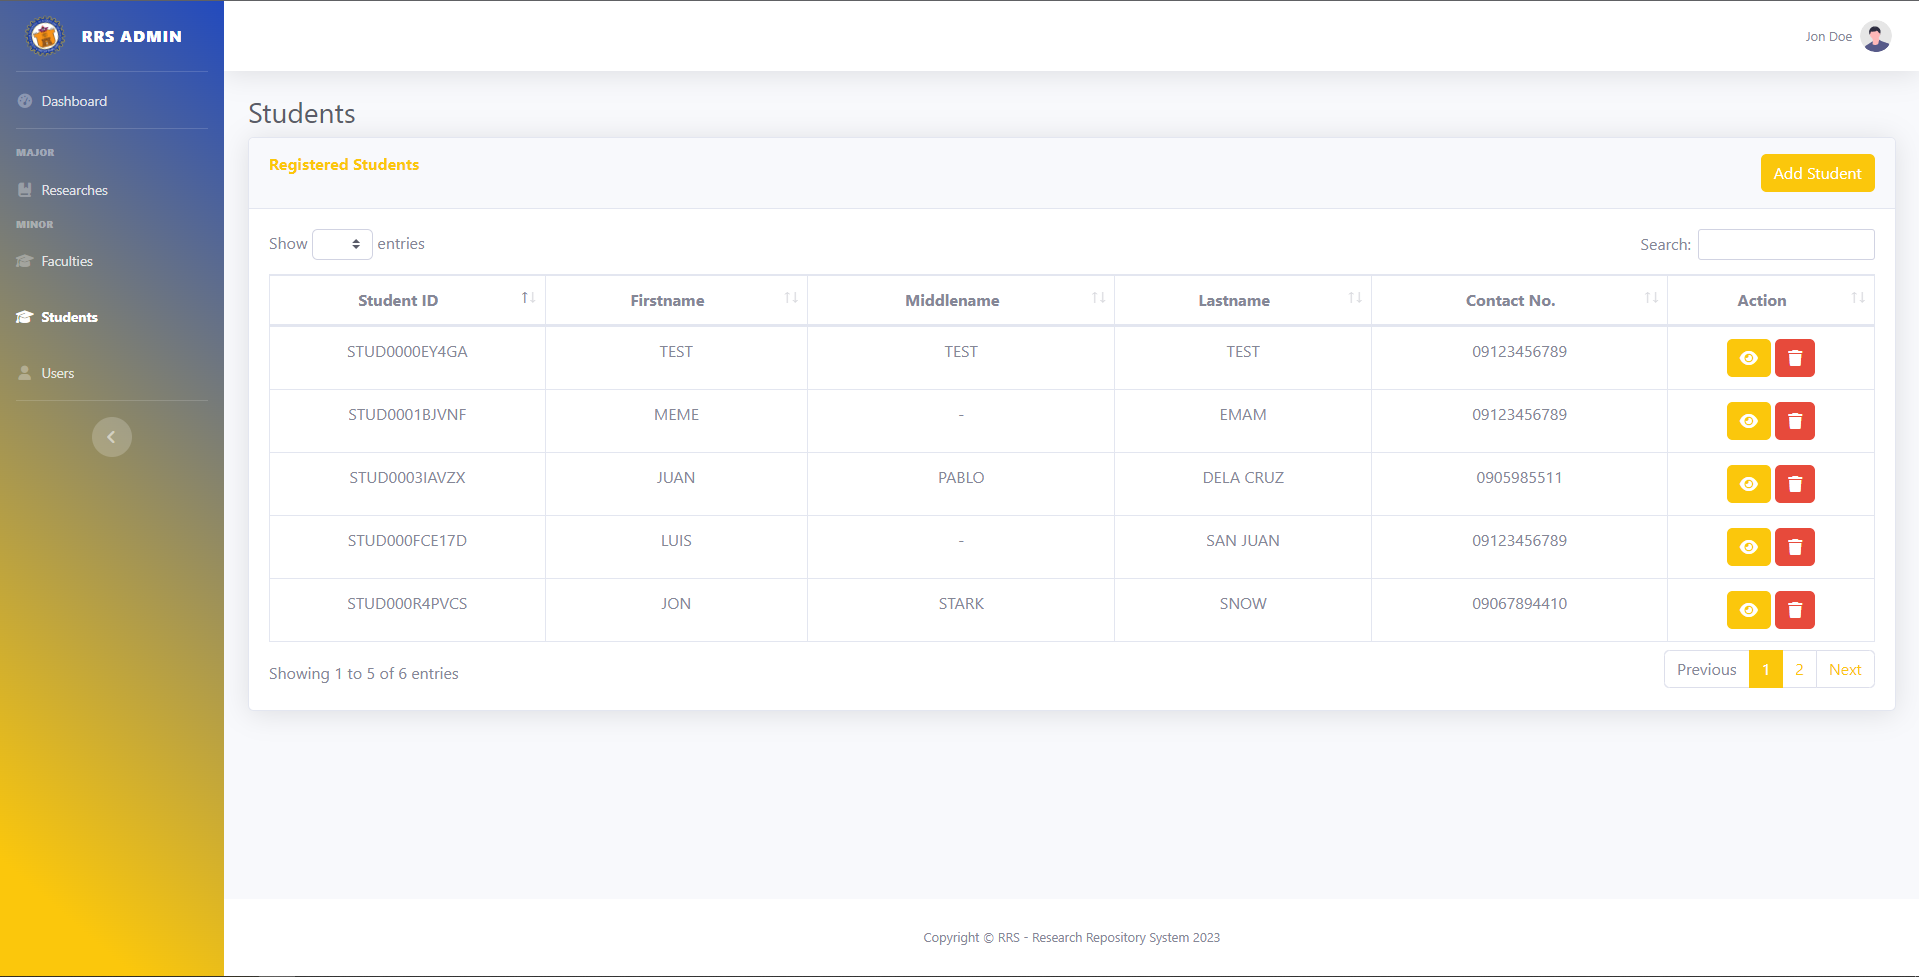 RRS ADMIN
Jon Doe
Dashboard
MAJOR
Researches
MINOR
Faculties
Students
Users
Students
Registered Students
Add Student
Show entries
Search:
Student ID Firstname Middlename Lastname Contact No. Action
STUD0000EY4GA TEST TEST TEST 09123456789
STUD0001BJVNF MEME - EMAM 09123456789
STUD0003IAVZX JUAN PABLO DELA CRUZ 0905985511
STUD000FCE17D LUIS - SAN JUAN 09123456789
STUD000R4PVCS JON STARK SNOW 09067894410
Showing 1 to 5 of 6 entries
Previous 1 2 Next
Copyright © RRS - Research Repository System 2023